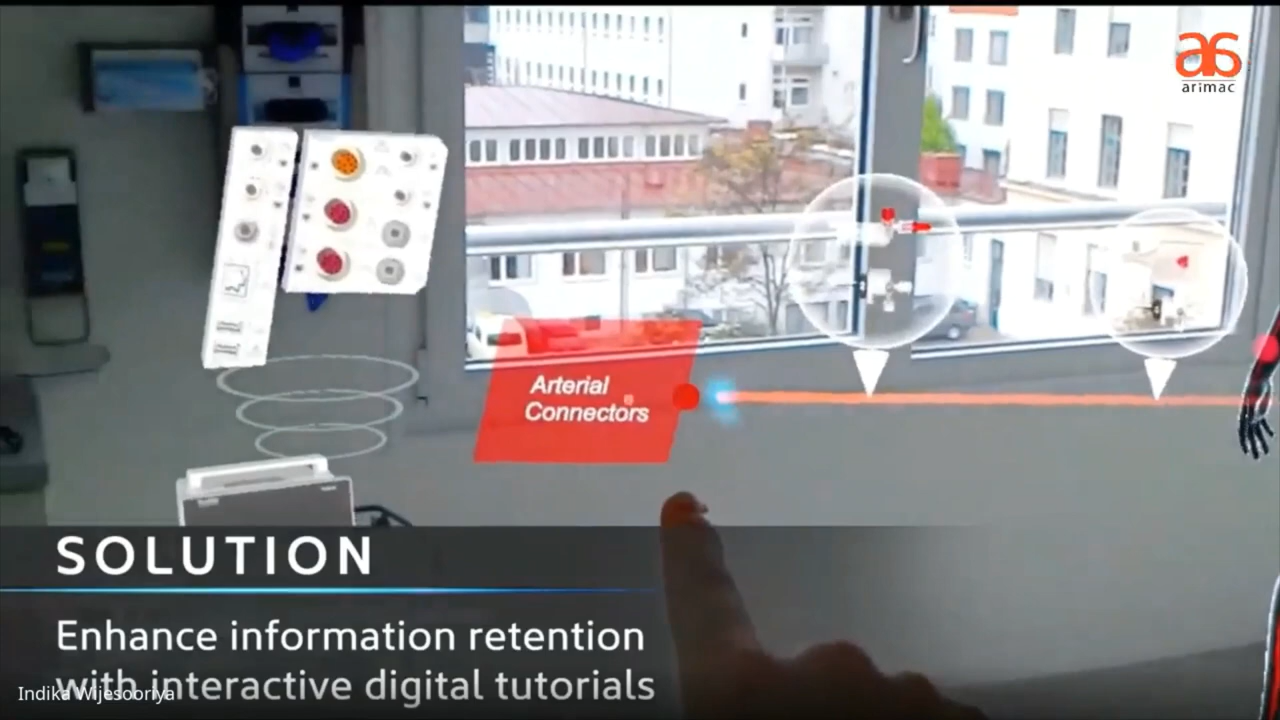 arimac
Arterial
Connectors
SOLUTION
Enhance information retention
with interactive digital tutorials
Indika Wijesooriya